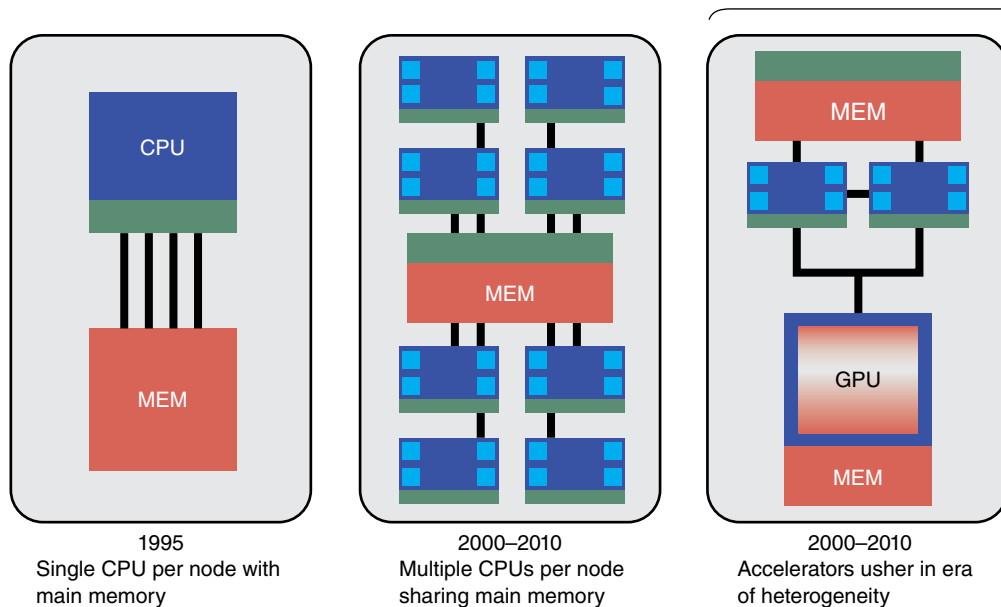 CPU
MEM
1995
Single CPU per node with
main memory
MEM
2000–2010
Multiple CPUs per node
sharing main memory
MEM
GPU
MEM
2000–2010
Accelerators usher in era
of heterogeneity